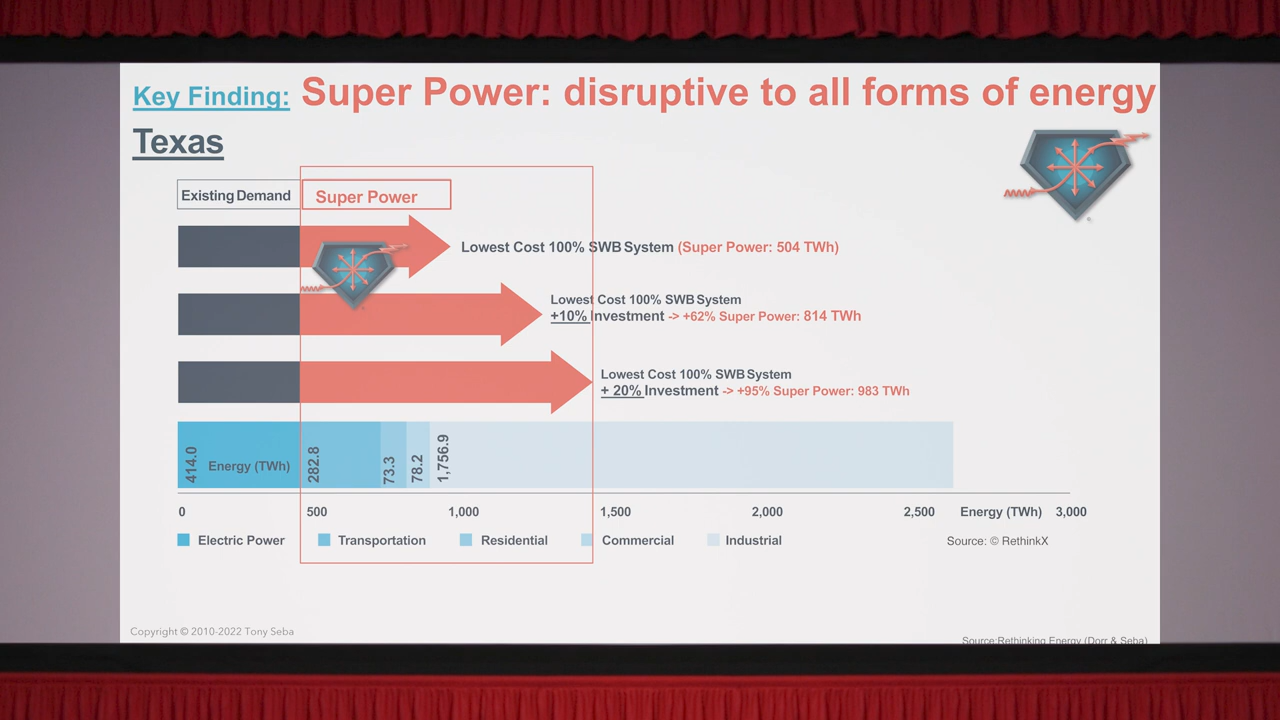 Key Finding: Super Power: disruptive to all forms of energy
Texas
Existing Demand
Super Power
Lowest Cost 100% SWB System (Super Power: 504 TWh)
Lowest Cost 100% SWB System
+10% Investment -> +62% Super Power: 814 TWh
Lowest Cost 100% SWB System
+ 20% Investment -> +95% Super Power: 983 TWh
414.0
Energy (TWh)
282.8
73.3
78.2
1,756.9
0 500 1,000 1,500 2,000 2,500 Energy (TWh) 3,000
Electric Power Transportation Residential Commercial Industrial
Source: © RethinkX
Copyright © 2010-2022 Tony Seba
Source:Rethinking Energy (Dorr & Seba)